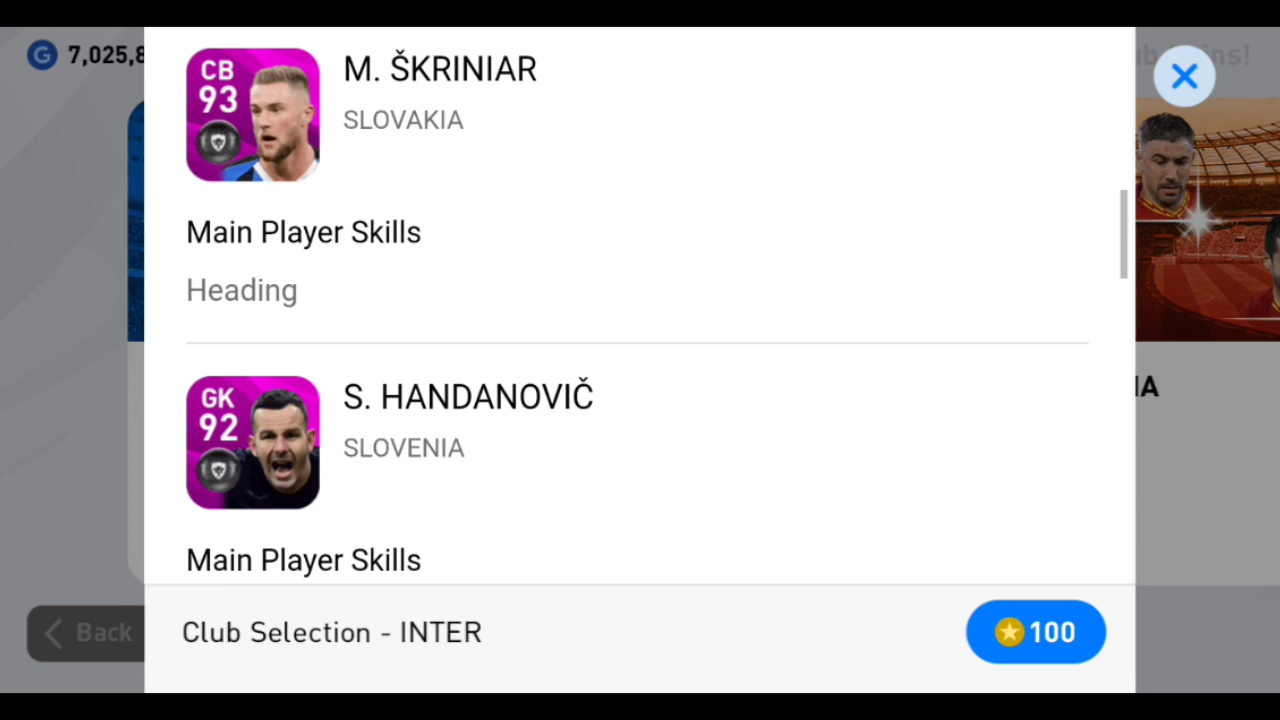 G 7,025,8
CB
93
M. ŠKRINIAR
SLOVAKIA
Main Player Skills
Heading
GK
92
S. HANDANOVIČ
SLOVENIA
Main Player Skills
Club Selection - INTER
100
Back
IA